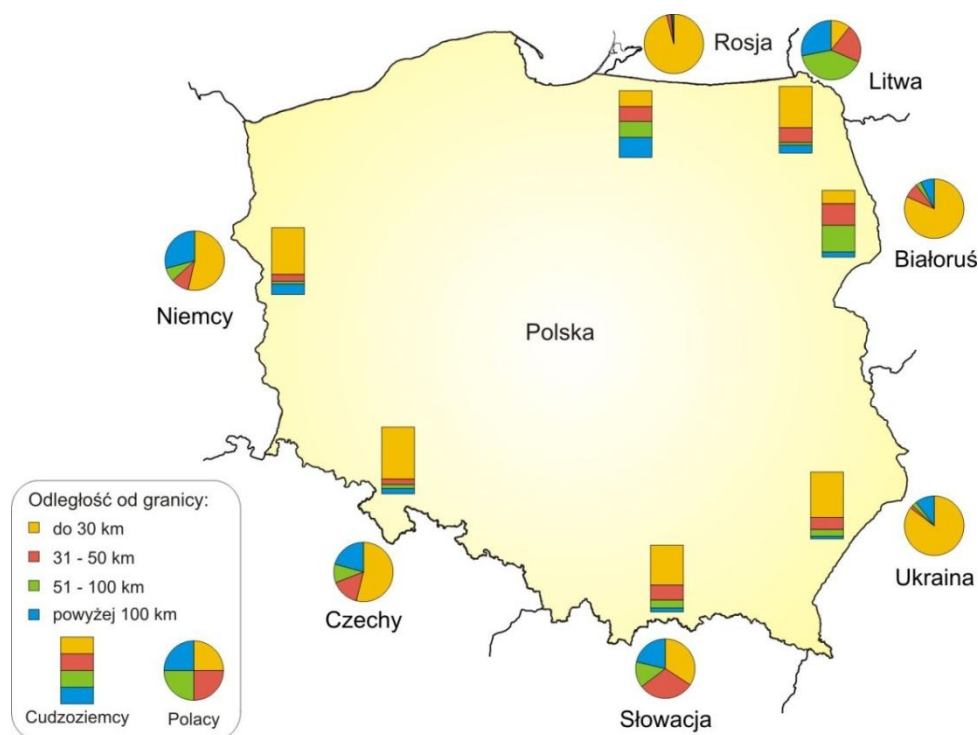 Rosja
Litwa
Białoruś
Niemcy
Polska
Odległość od granicy:
do 30 km
31 - 50 km
51 - 100 km
powyżej 100 km
Cudzoziemcy
Polacy
Czechy
Ukraina
Słowacja